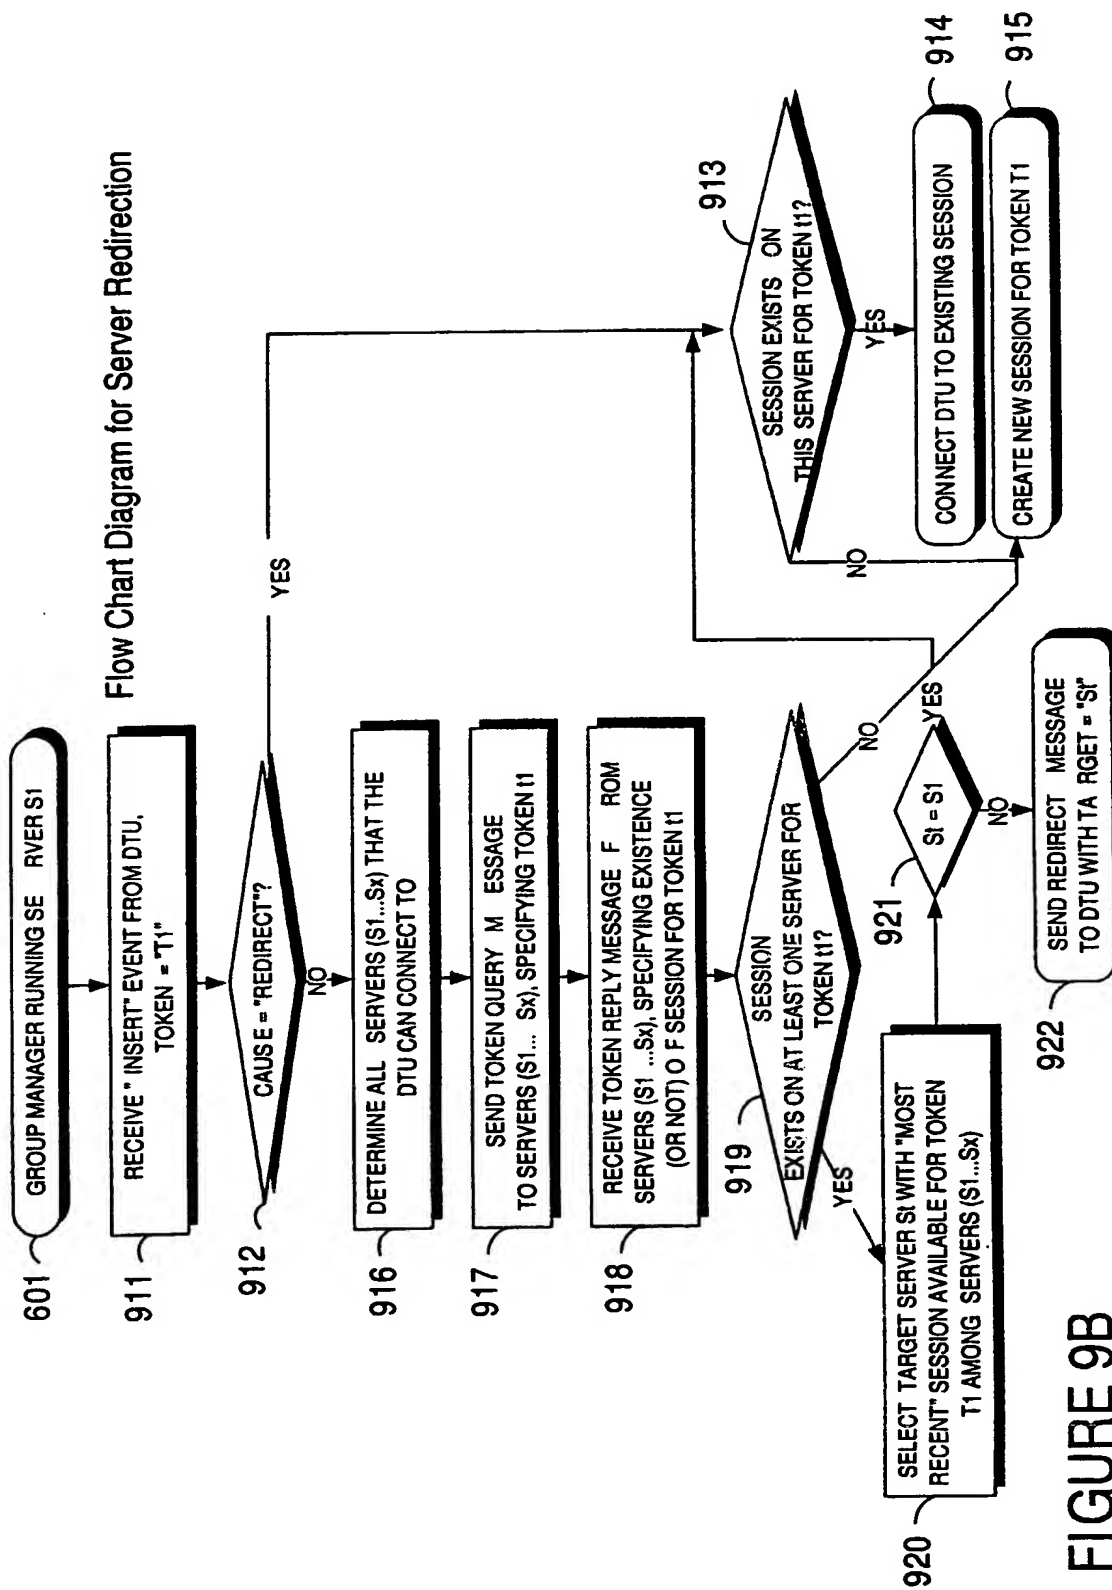 Flow Chart Diagram for Server Redirection
601
GROUP MANAGER RUNNING SE RVER S1
911
RECEIVE " INSERT" EVENT FROM DTU,
TOKEN = "T1"
912
CAUS E = "REDIRECT"?
YES
NO
916
DETERMINE ALL SERVERS (S1...Sx) THAT THE
DTU CAN CONNECT TO
917
SEND TOKEN QUERY M ESSAGE
TO SERVERS (S1... Sx), SPECIFYING TOKEN t1
918
RECEIVE TOKEN REPLY MESSAGE F ROM
SERVERS (S1 ...Sx), SPECIFYING EXISTENCE
(OR NOT) O F SESSION FOR TOKEN t1
919
SESSION
EXISTS ON AT LEAST ONE SERVER FOR
TOKEN t1?
YES
NO
920
SELECT TARGET SERVER St WITH "MOST
RECENT" SESSION AVAILABLE FOR TOKEN
T1 AMONG SERVERS (S1...Sx)
921
St = S1
YES
NO
922
SEND REDIRECT MESSAGE
TO DTU WITH TA RGET = "St"
913
SESSION EXISTS ON
THIS SERVER FOR TOKEN t1?
YES
NO
914
CONNECT DTU TO EXISTING SESSION
915
CREATE NEW SESSION FOR TOKEN T1
FIGURE 9B